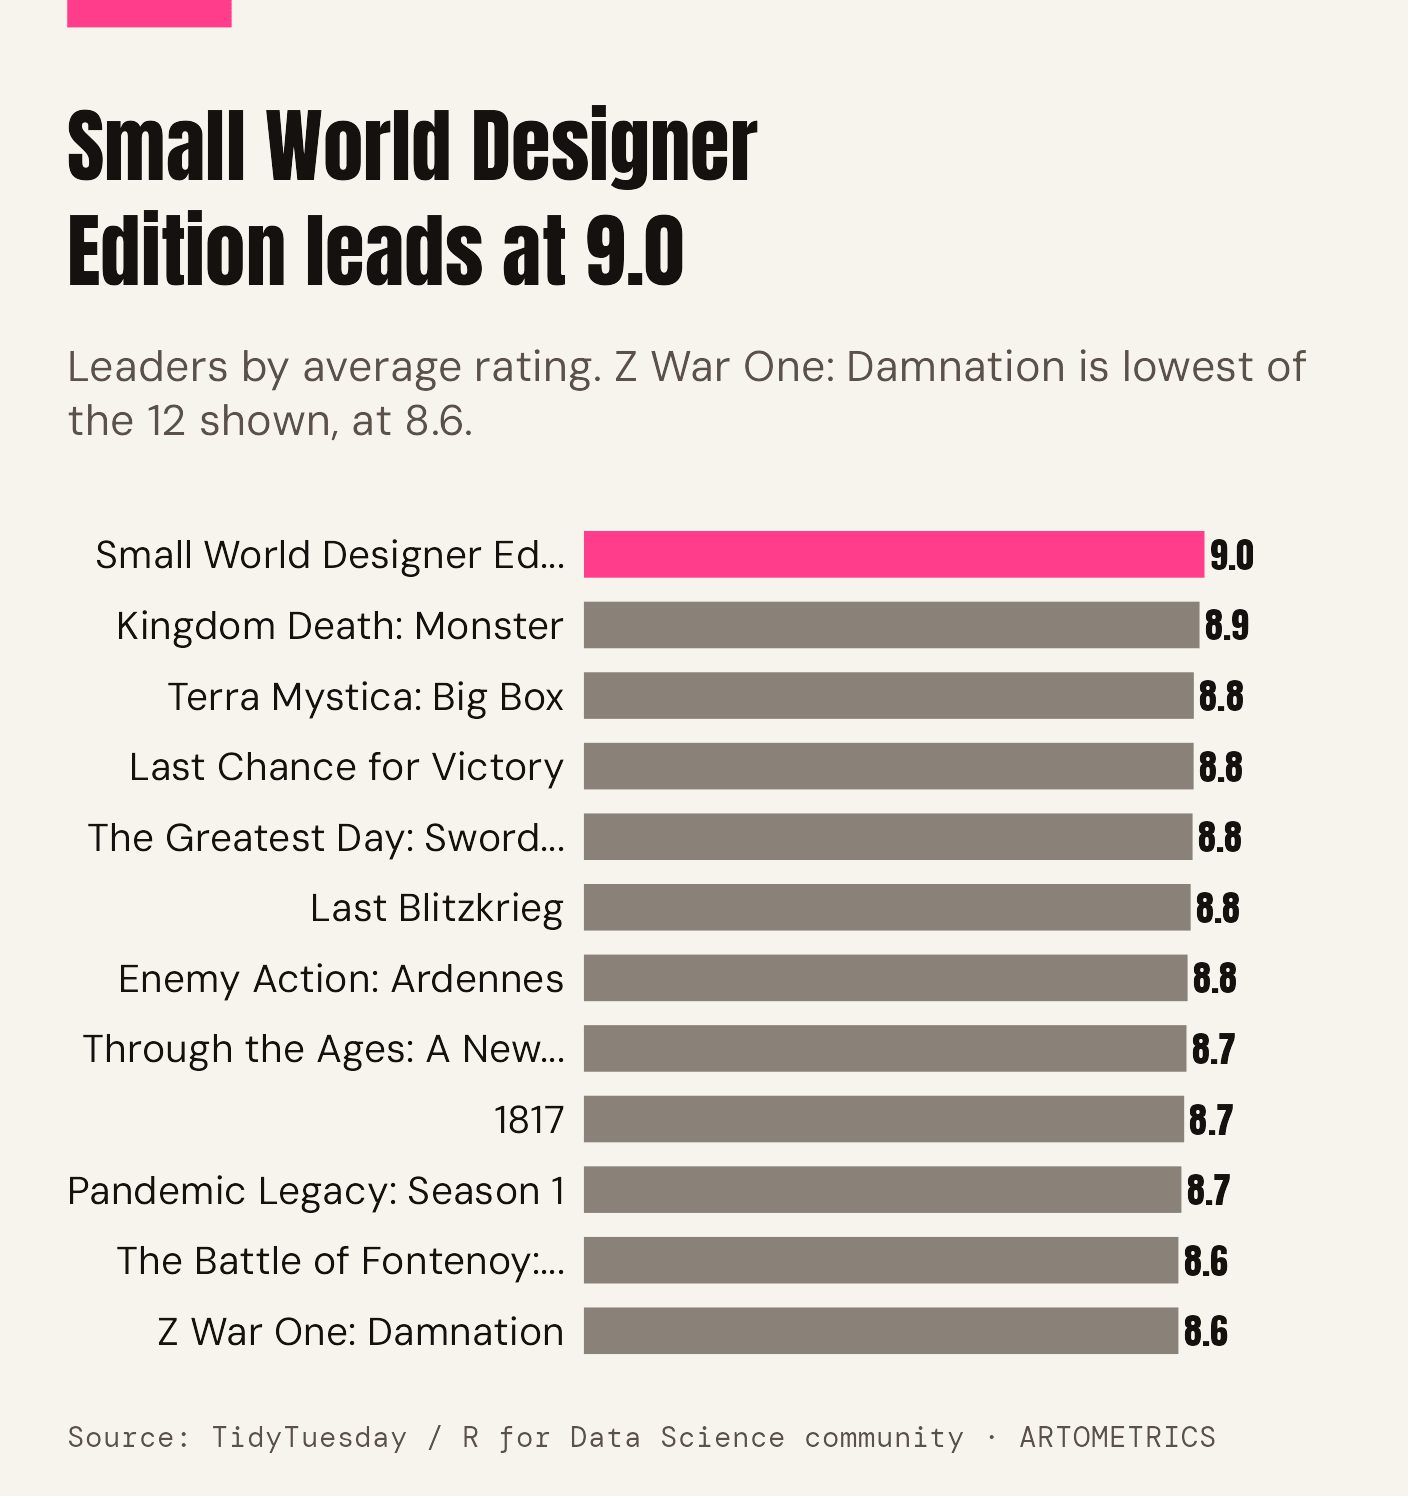 Small World Designer
Edition leads at 9.0
Leaders by average rating. Z War One: Damnation is lowest of
the 12 shown, at 8.6.
Small World Designer Ed... 9.0
Kingdom Death: Monster 8.9
Terra Mystica: Big Box 8.8
Last Chance for Victory 8.8
The Greatest Day: Sword... 8.8
Last Blitzkrieg 8.8
Enemy Action: Ardennes 8.8
Through the Ages: A New... 8.7
1817 8.7
Pandemic Legacy: Season 1 8.7
The Battle of Fontenoy:... 8.6
Z War One: Damnation 8.6
Source: TidyTuesday / R for Data Science community · ARTOMETRICS